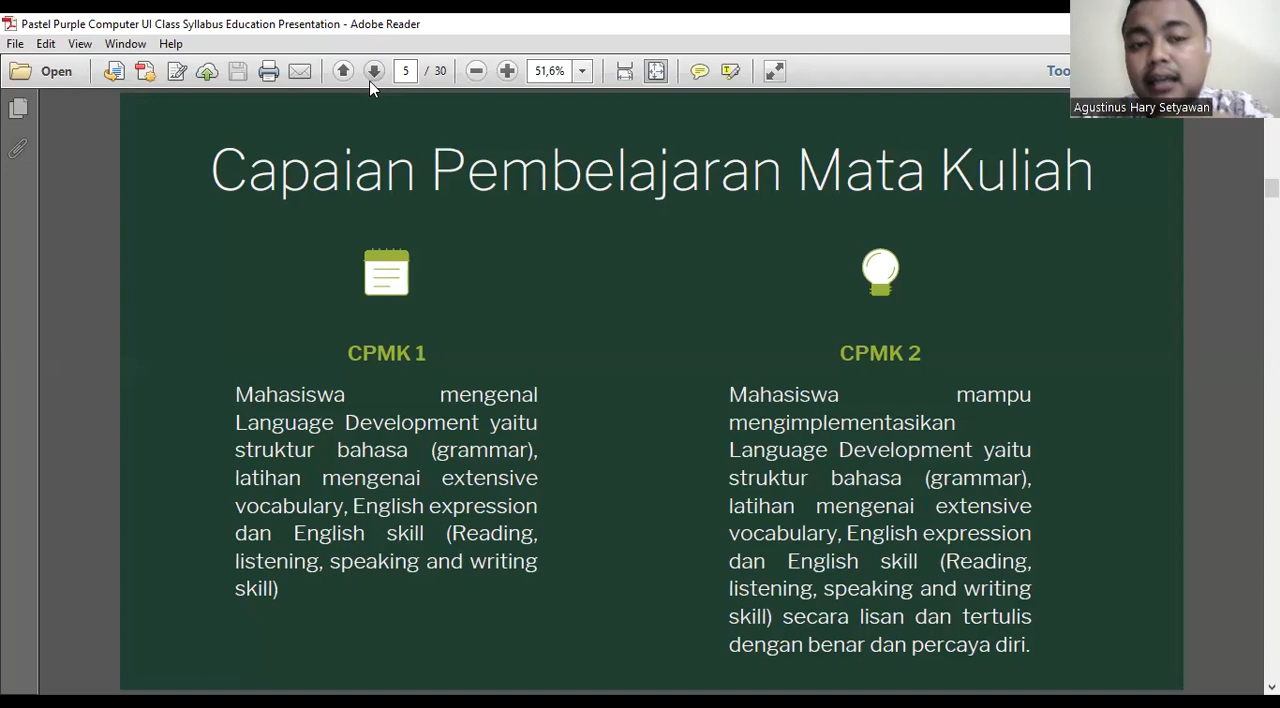 Pastel Purple Computer UI Class Syllabus Education Presentation - Adobe Reader
File Edit View Window Help
Open 5 / 30 51,6% Too
Agustinus Hary Setyawan
Capaian Pembelajaran Mata Kuliah
CPMK 1
Mahasiswa mengenal
Language Development yaitu
struktur bahasa (grammar),
latihan mengenai extensive
vocabulary, English expression
dan English skill (Reading,
listening, speaking and writing
skill)
CPMK 2
Mahasiswa mampu
mengimplementasikan
Language Development yaitu
struktur bahasa (grammar),
latihan mengenai extensive
vocabulary, English expression
dan English skill (Reading,
listening, speaking and writing
skill) secara lisan dan tertulis
dengan benar dan percaya diri.